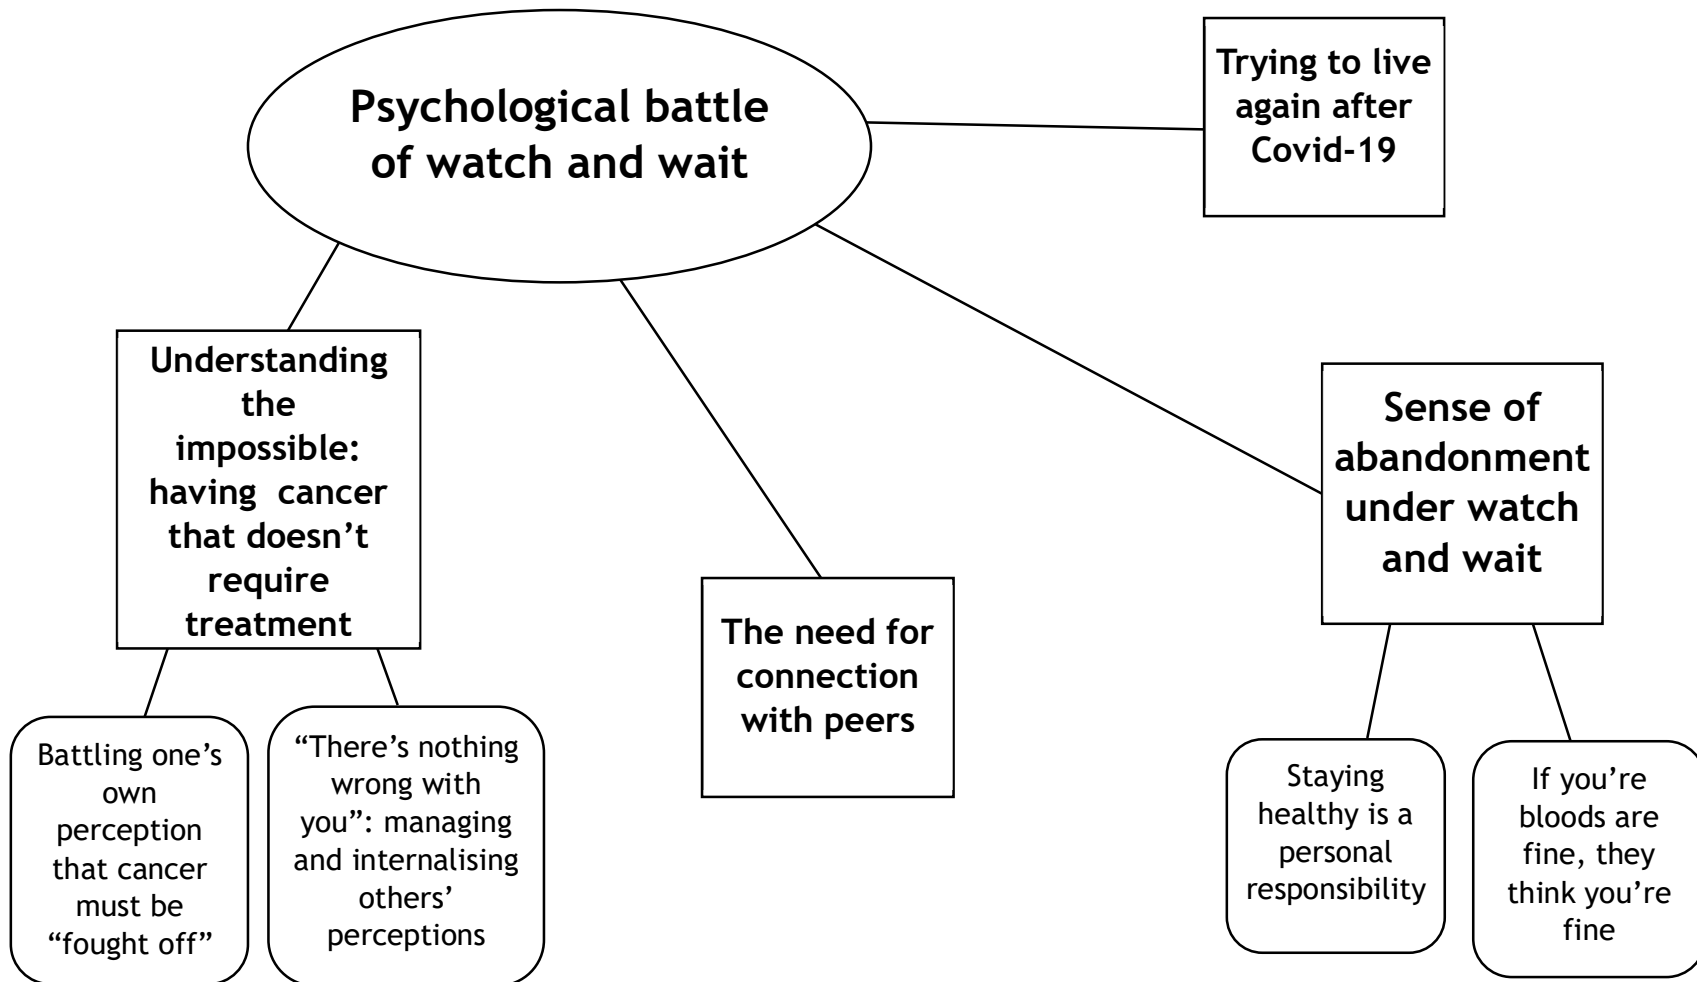 Psychological battle
of watch and wait
Trying to live
again after
Covid-19
Understanding
the
impossible:
having  cancer
that doesn’t
require
treatment
The need for
connection
with peers
Sense of
abandonment
under watch
and wait
Battling one’s
own
perception
that cancer
must be
“fought off”
“There’s nothing
wrong with
you”: managing
and internalising
others’
perceptions
Staying
healthy is a
personal
responsibility
If you’re
bloods are
fine, they
think you’re
fine